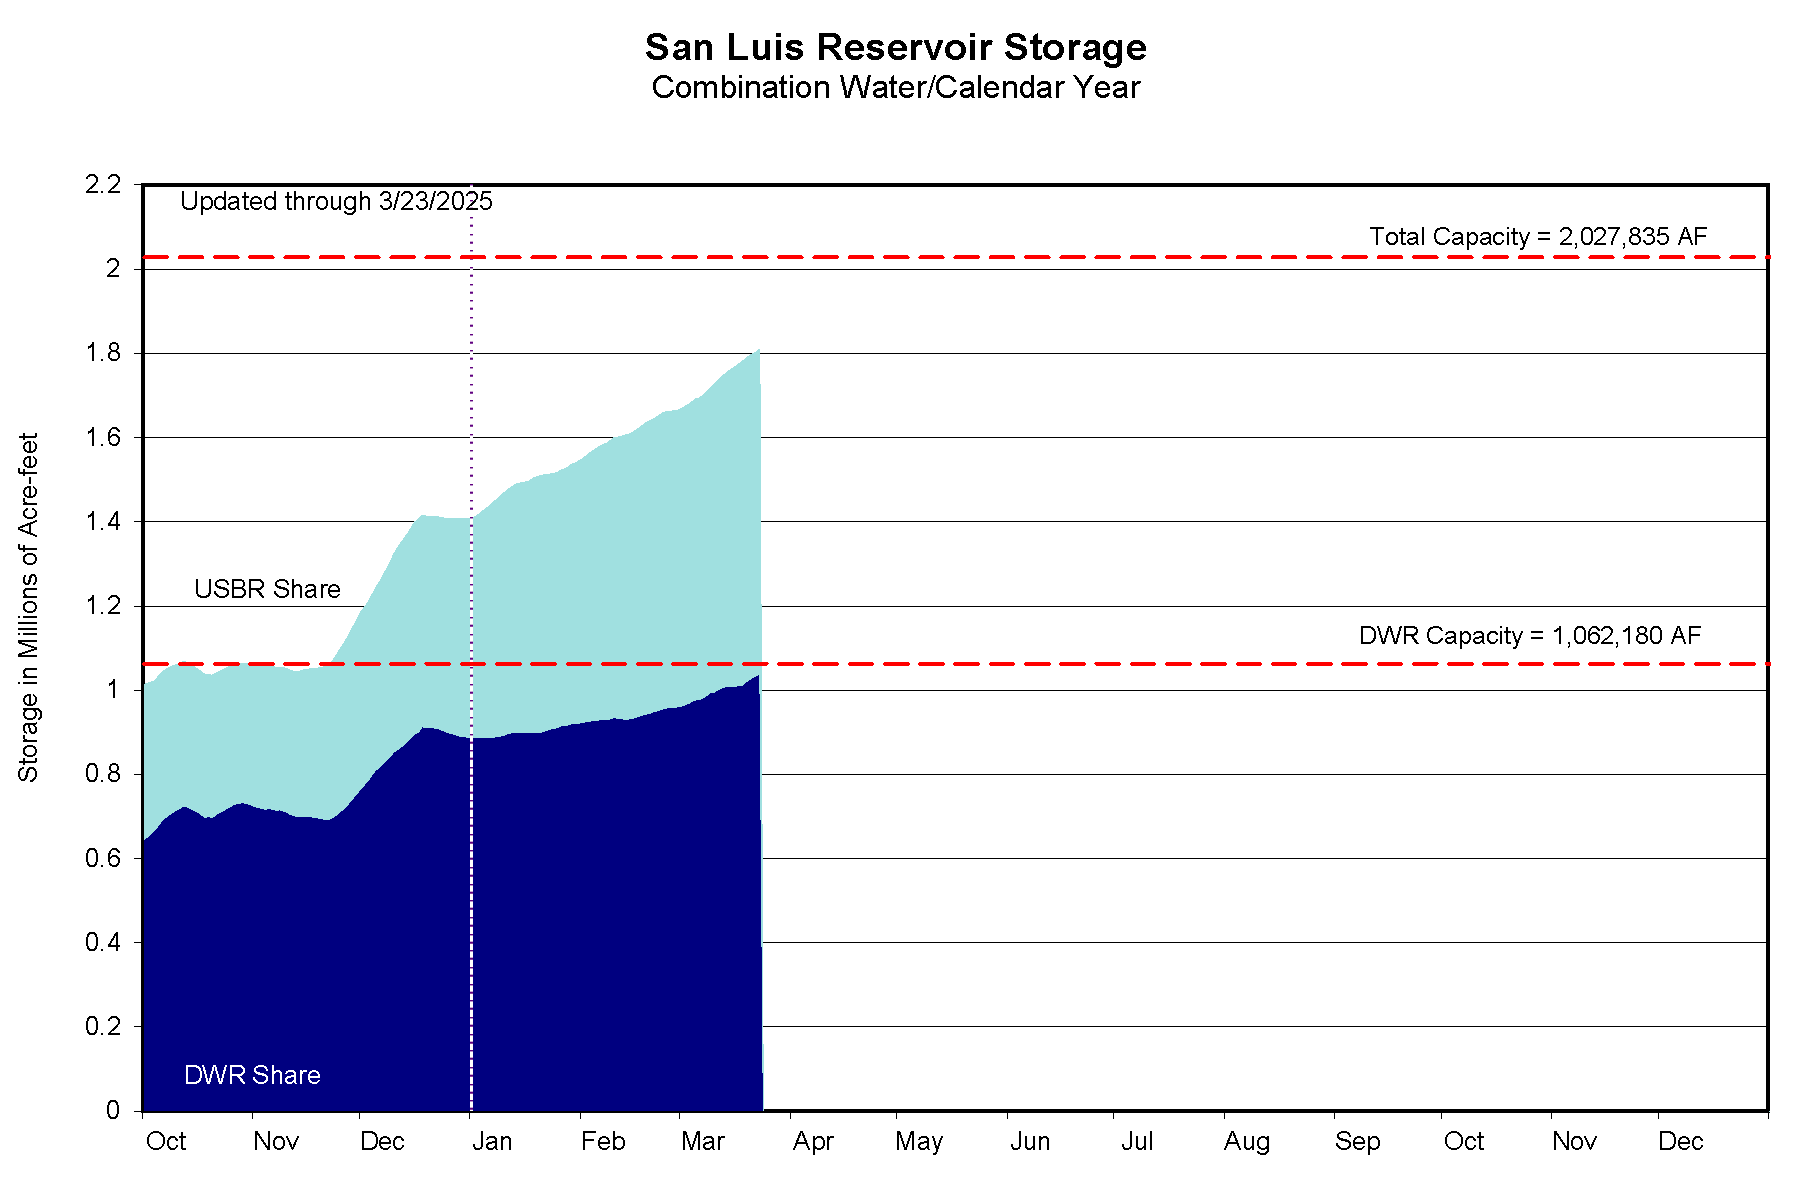 San Luis Reservoir Storage
Combination Water/Calendar Year
Updated through 3/23/2025
Total Capacity = 2,027,835 AF
DWR Capacity = 1,062,180 AF
USBR Share
DWR Share
Storage in Millions of Acre-feet
2.2
2
1.8
1.6
1.4
1.2
1
0.8
0.6
0.4
0.2
0
Oct Nov Dec Jan Feb Mar Apr May Jun Jul Aug Sep Oct Nov Dec